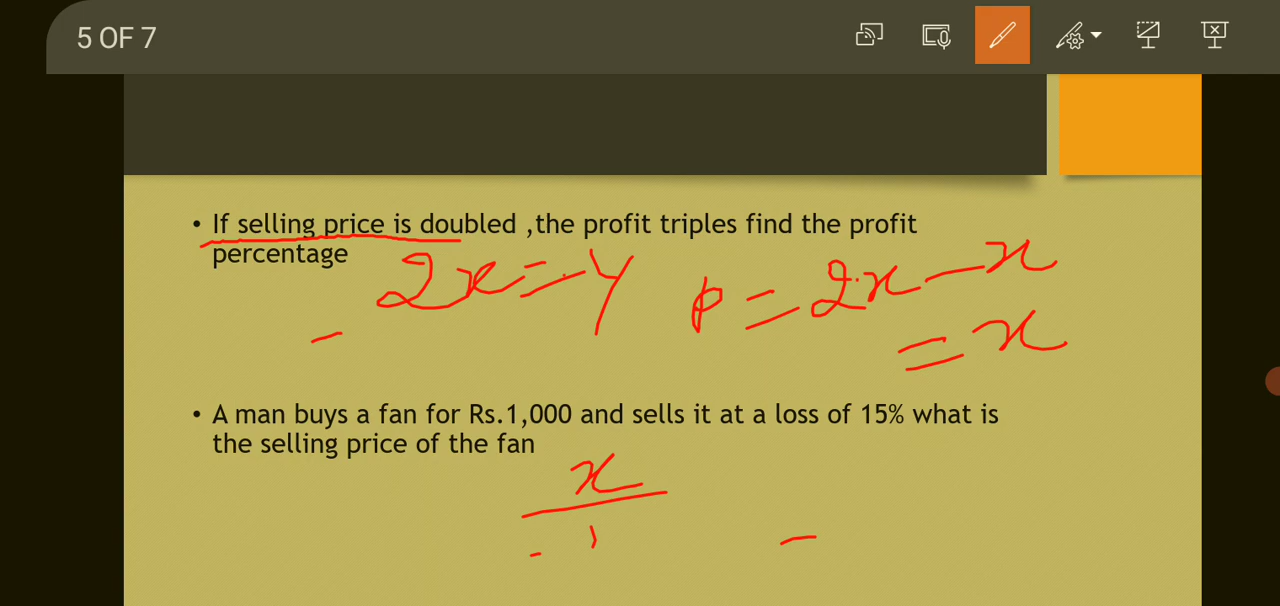 5 OF 7
• If selling price is doubled ,the profit triples find the profit
percentage
2x = y
p = 2x - x
= x
• A man buys a fan for Rs.1,000 and sells it at a loss of 15% what is
the selling price of the fan
x